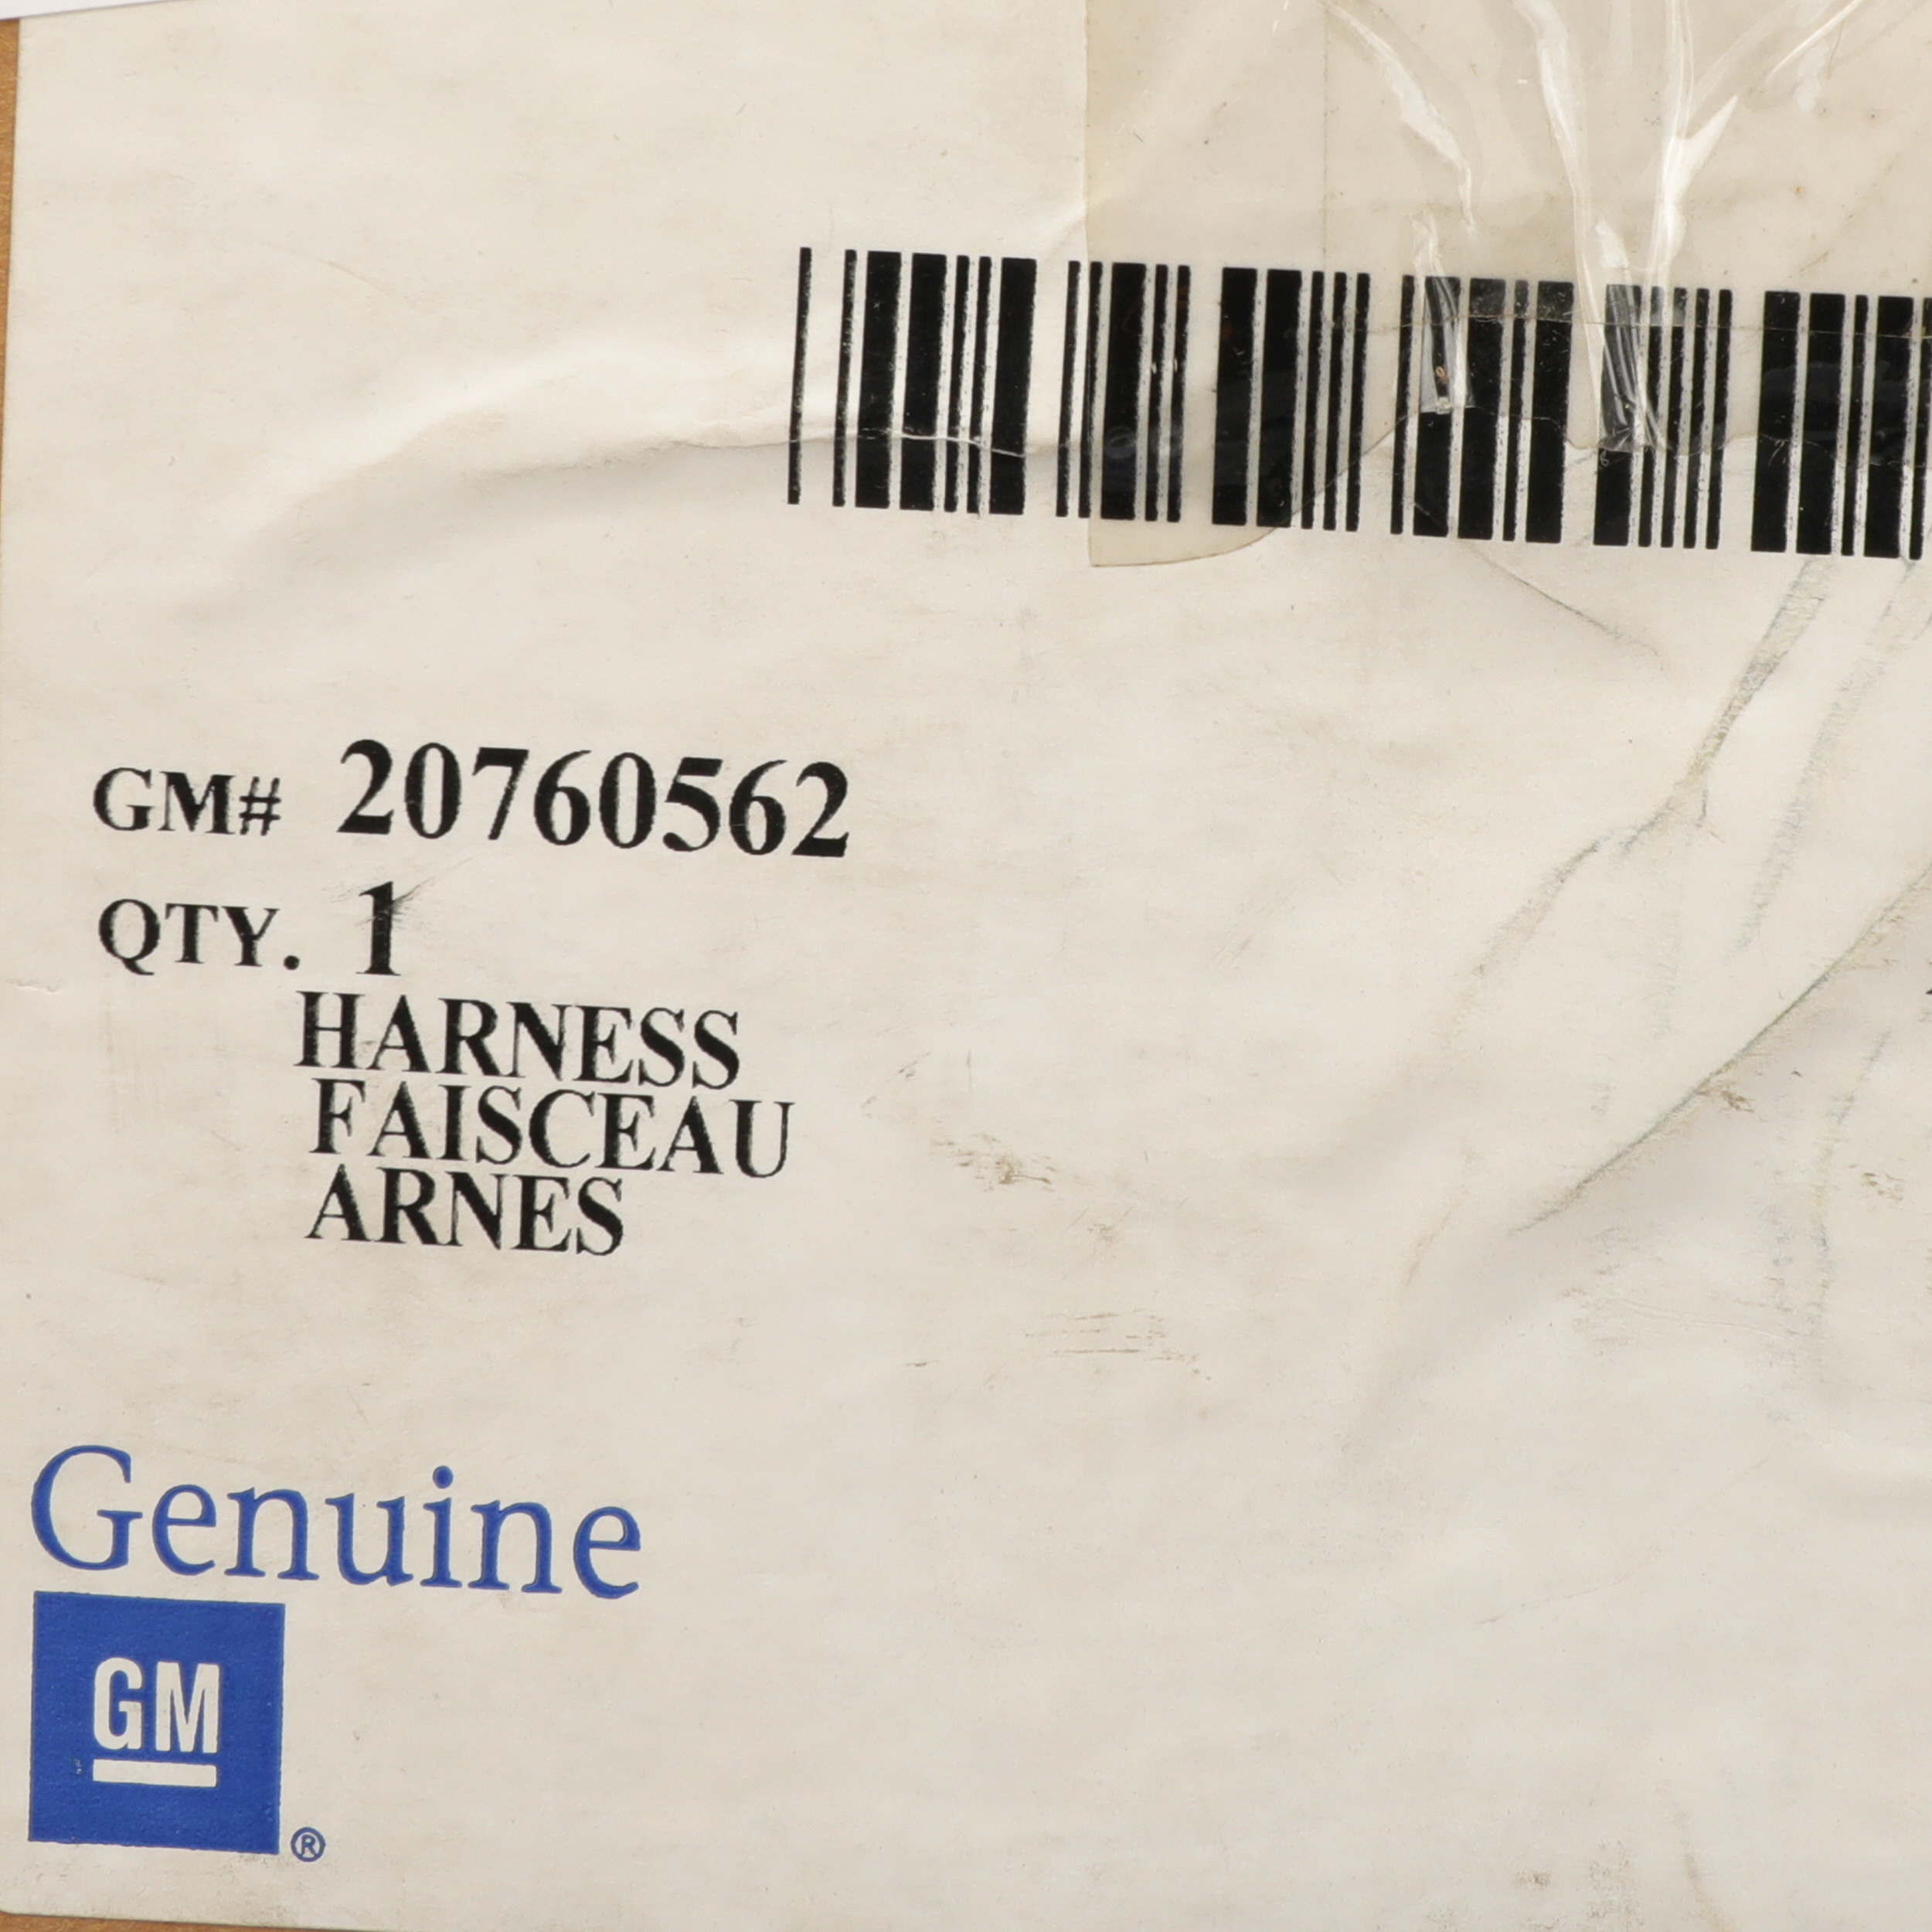 GM# 20760562
QTY. 1
HARNESS
FAISCEAU
ARNES
Genuine
GM
®